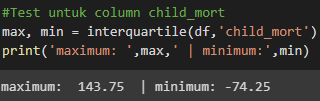 #Test untuk column child_mort
max, min = interquartile(df,'child_mort')
print('maximum: ',max,' | minimum:',min)
maximum:  143.75  | minimum: -74.25